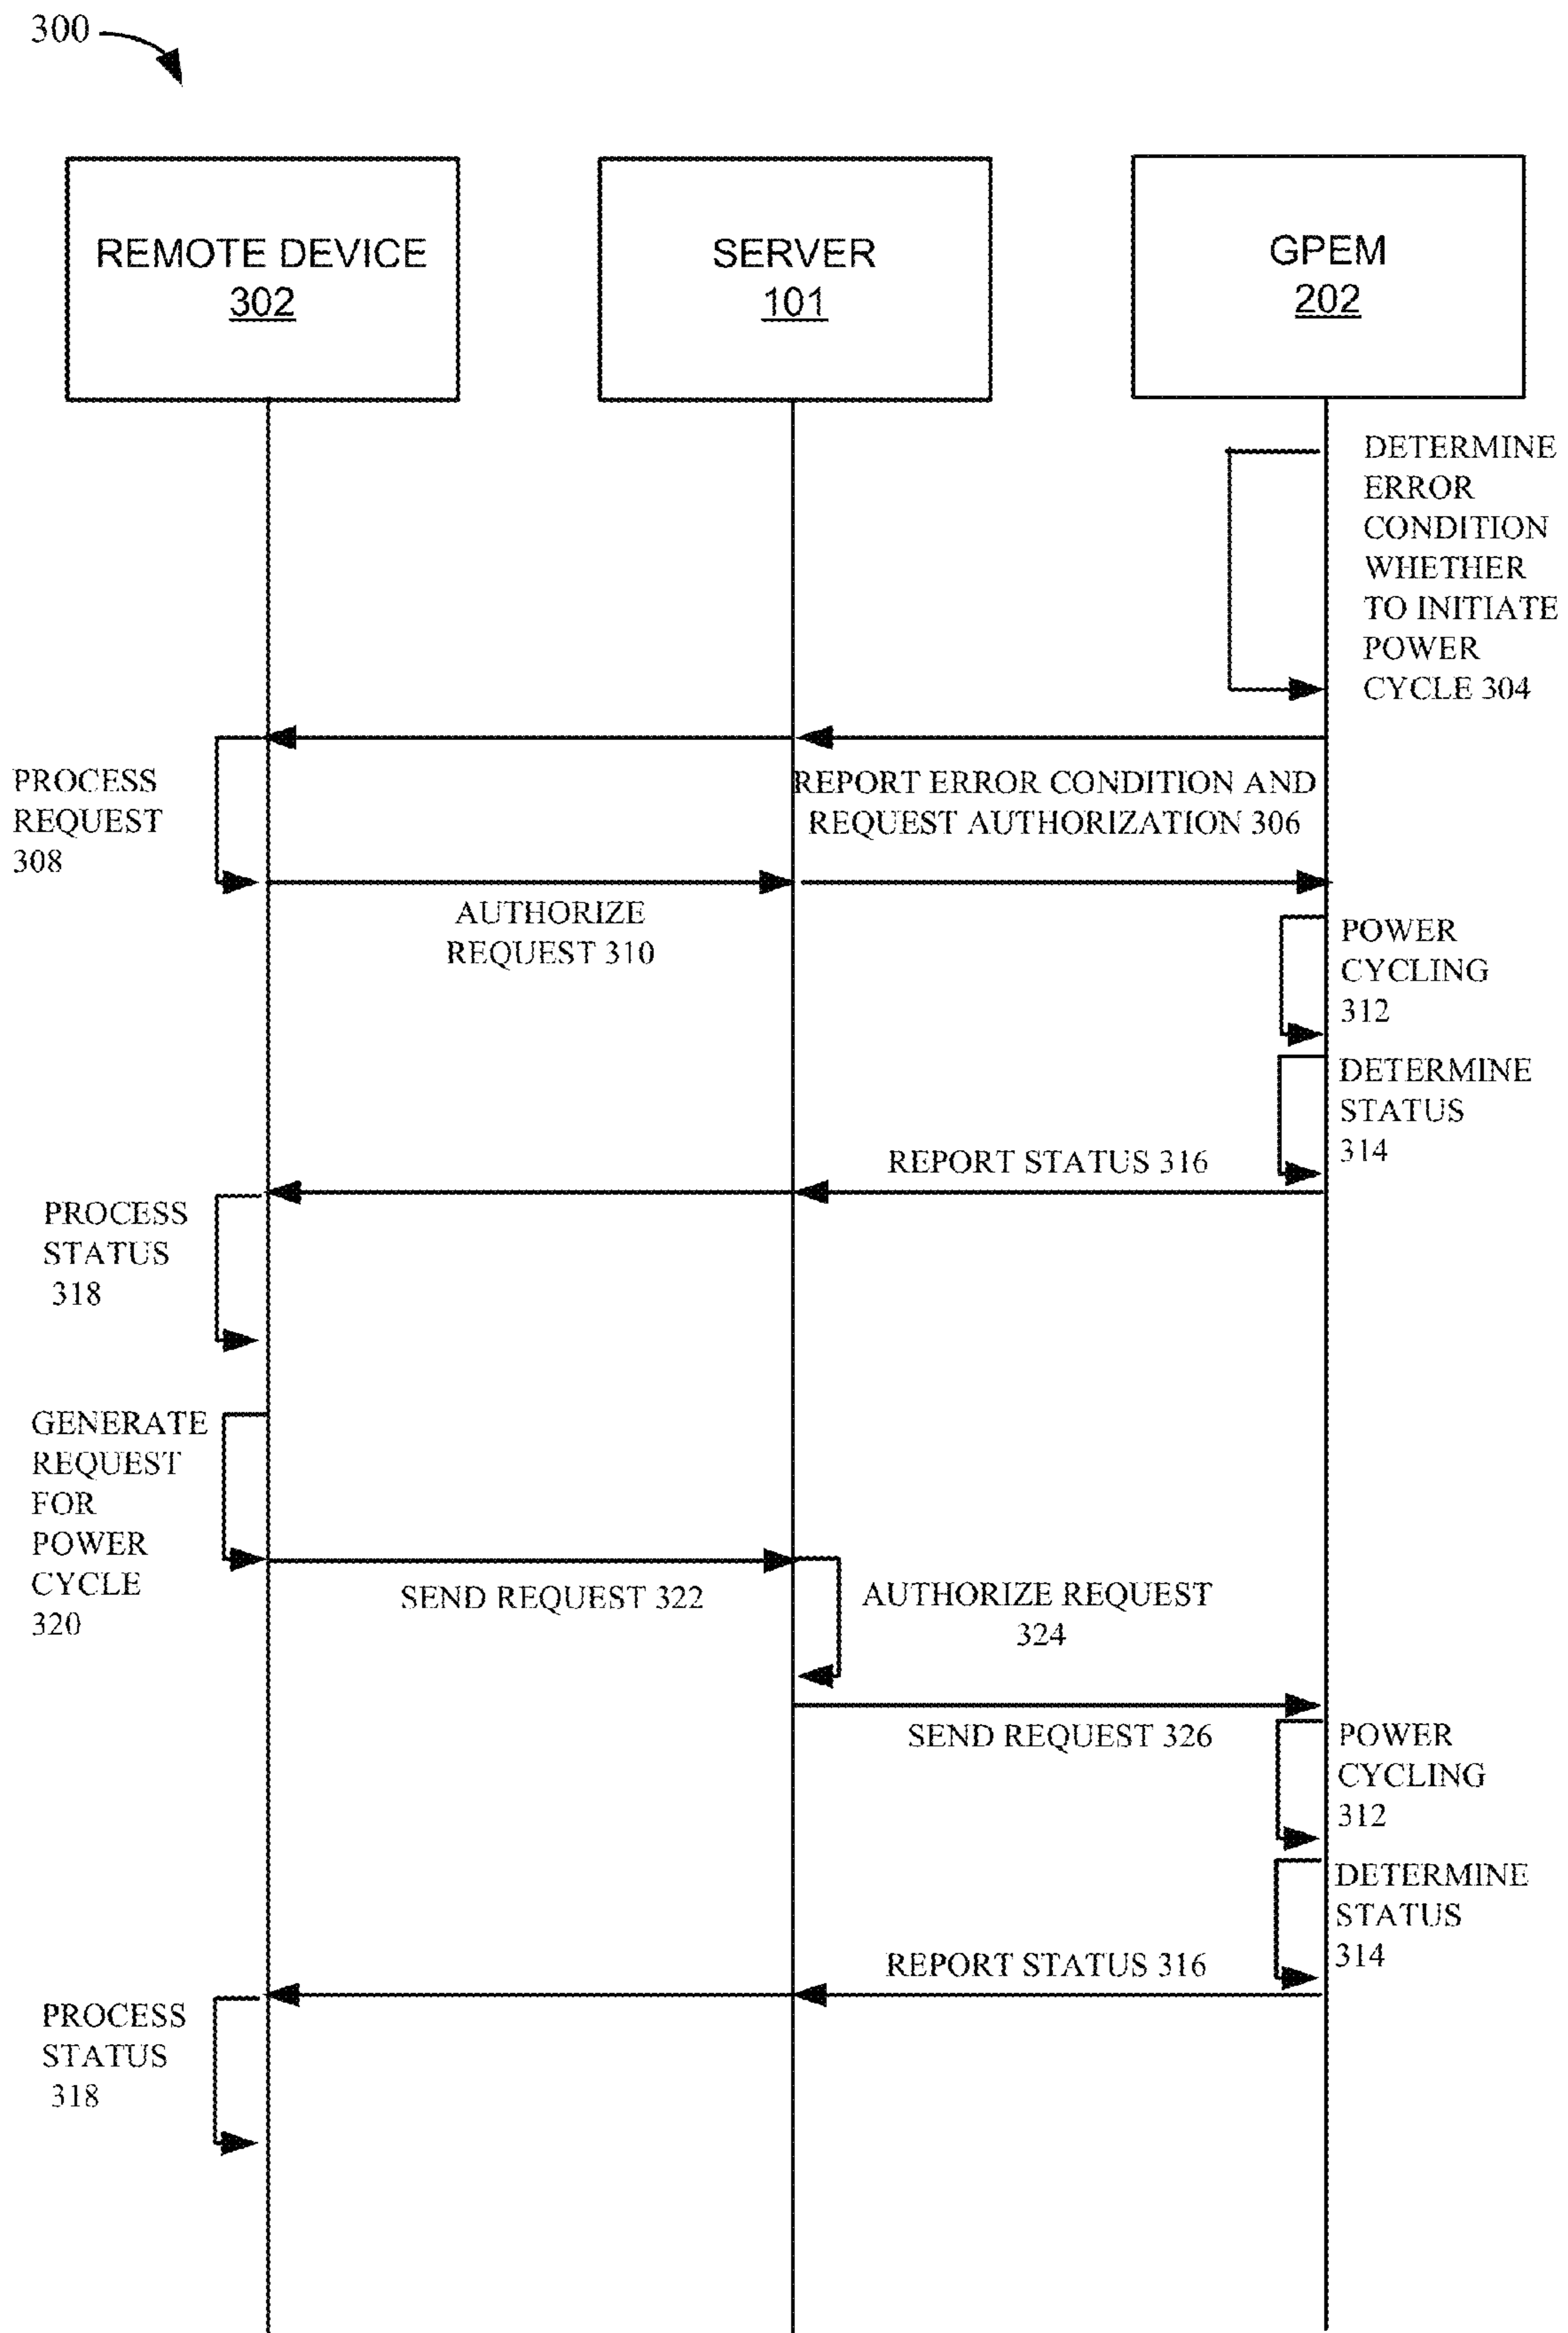 300
REMOTE DEVICE
302
SERVER
101
GPEM
202
DETERMINE
ERROR
CONDITION
WHETHER
TO INITIATE
POWER
CYCLE 304
PROCESS
REQUEST
308
REPORT ERROR CONDITION AND
REQUEST AUTHORIZATION 306
AUTHORIZE
REQUEST 310
POWER
CYCLING
312
DETERMINE
STATUS
314
REPORT STATUS 316
PROCESS
STATUS
318
GENERATE
REQUEST
FOR
POWER
CYCLE
320
SEND REQUEST 322
AUTHORIZE REQUEST
324
SEND REQUEST 326
POWER
CYCLING
312
DETERMINE
STATUS
314
REPORT STATUS 316
PROCESS
STATUS
318